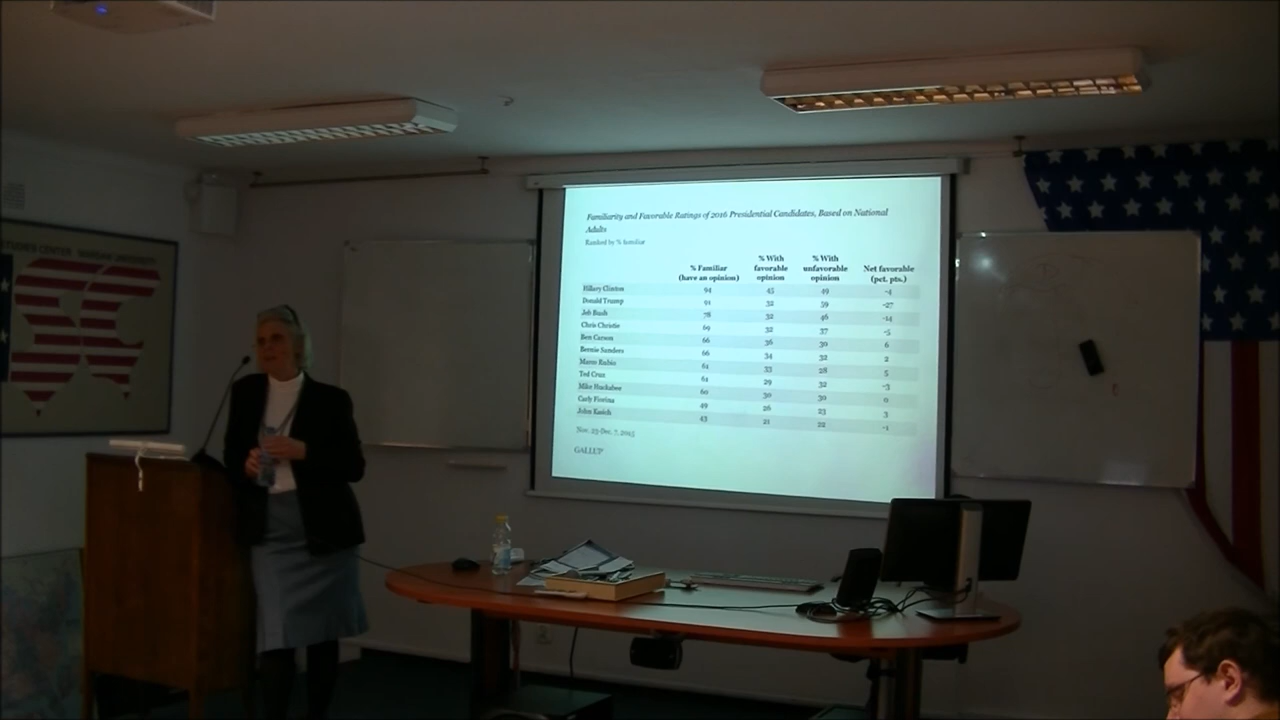 CENTER, WARSAW UNIVERSITY
Familiarity and Favorable Ratings of 2016 Presidential Candidates, Based on National
Adults
Ranked by % familiar
% Familiar (have an opinion) % With favorable opinion % With unfavorable opinion Net favorable (pct. pts.)
Hillary Clinton 94 45 49 -4
Donald Trump 91 32 59 -27
Jeb Bush 78 32 46 -14
Chris Christie 69 32 37 -5
Ben Carson 66 36 30 6
Bernie Sanders 66 34 32 2
Marco Rubio 61 33 28 5
Ted Cruz 61 29 32 -3
Mike Huckabee 60 30 30 0
Carly Fiorina 49 26 23 3
John Kasich 43 21 22 -1
Nov. 23-Dec. 7, 2015
GALLUP